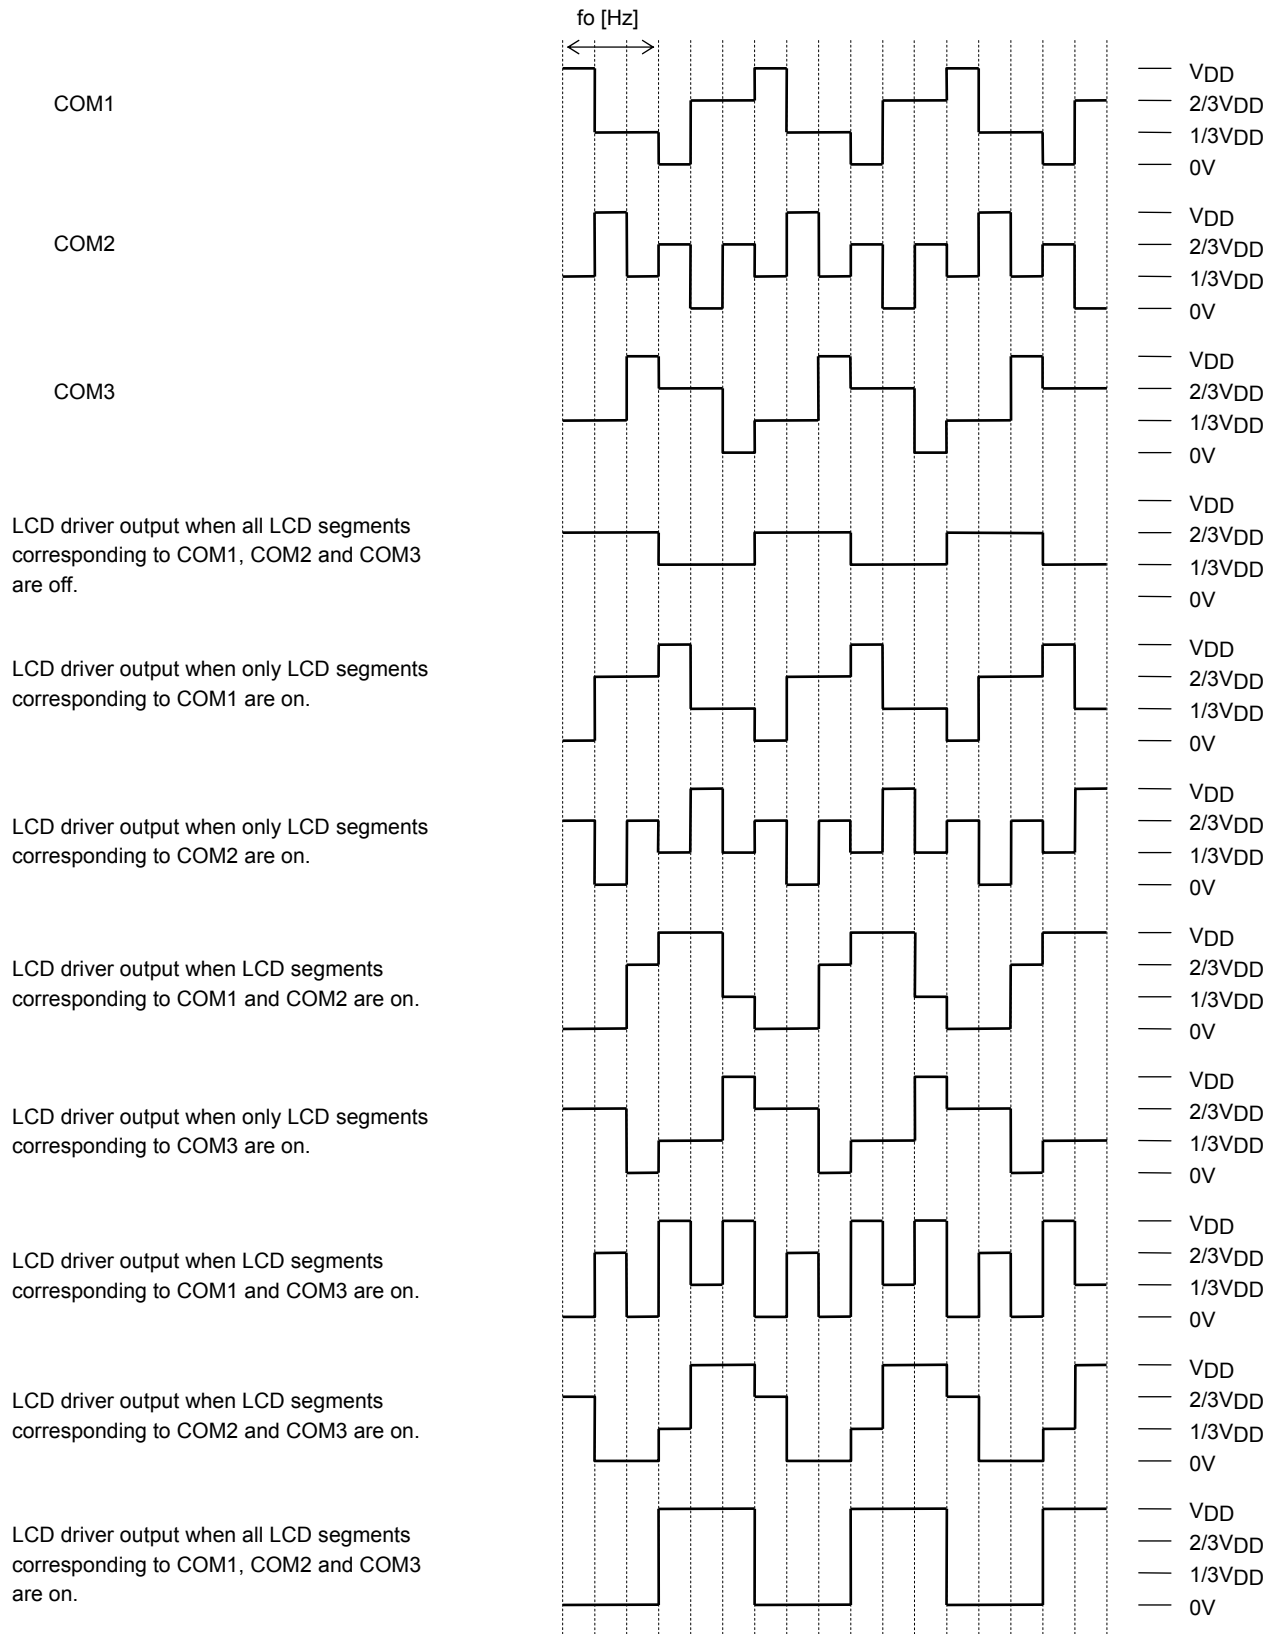 fo [Hz]
COM1
VDD
2/3VDD
1/3VDD
0V
COM2
VDD
2/3VDD
1/3VDD
0V
COM3
VDD
2/3VDD
1/3VDD
0V
LCD driver output when all LCD segments
corresponding to COM1, COM2 and COM3
are off.
VDD
2/3VDD
1/3VDD
0V
LCD driver output when only LCD segments
corresponding to COM1 are on.
VDD
2/3VDD
1/3VDD
0V
LCD driver output when only LCD segments
corresponding to COM2 are on.
VDD
2/3VDD
1/3VDD
0V
LCD driver output when LCD segments
corresponding to COM1 and COM2 are on.
VDD
2/3VDD
1/3VDD
0V
LCD driver output when only LCD segments
corresponding to COM3 are on.
VDD
2/3VDD
1/3VDD
0V
LCD driver output when LCD segments
corresponding to COM1 and COM3 are on.
VDD
2/3VDD
1/3VDD
0V
LCD driver output when LCD segments
corresponding to COM2 and COM3 are on.
VDD
2/3VDD
1/3VDD
0V
LCD driver output when all LCD segments
corresponding to COM1, COM2 and COM3
are on.
VDD
2/3VDD
1/3VDD
0V